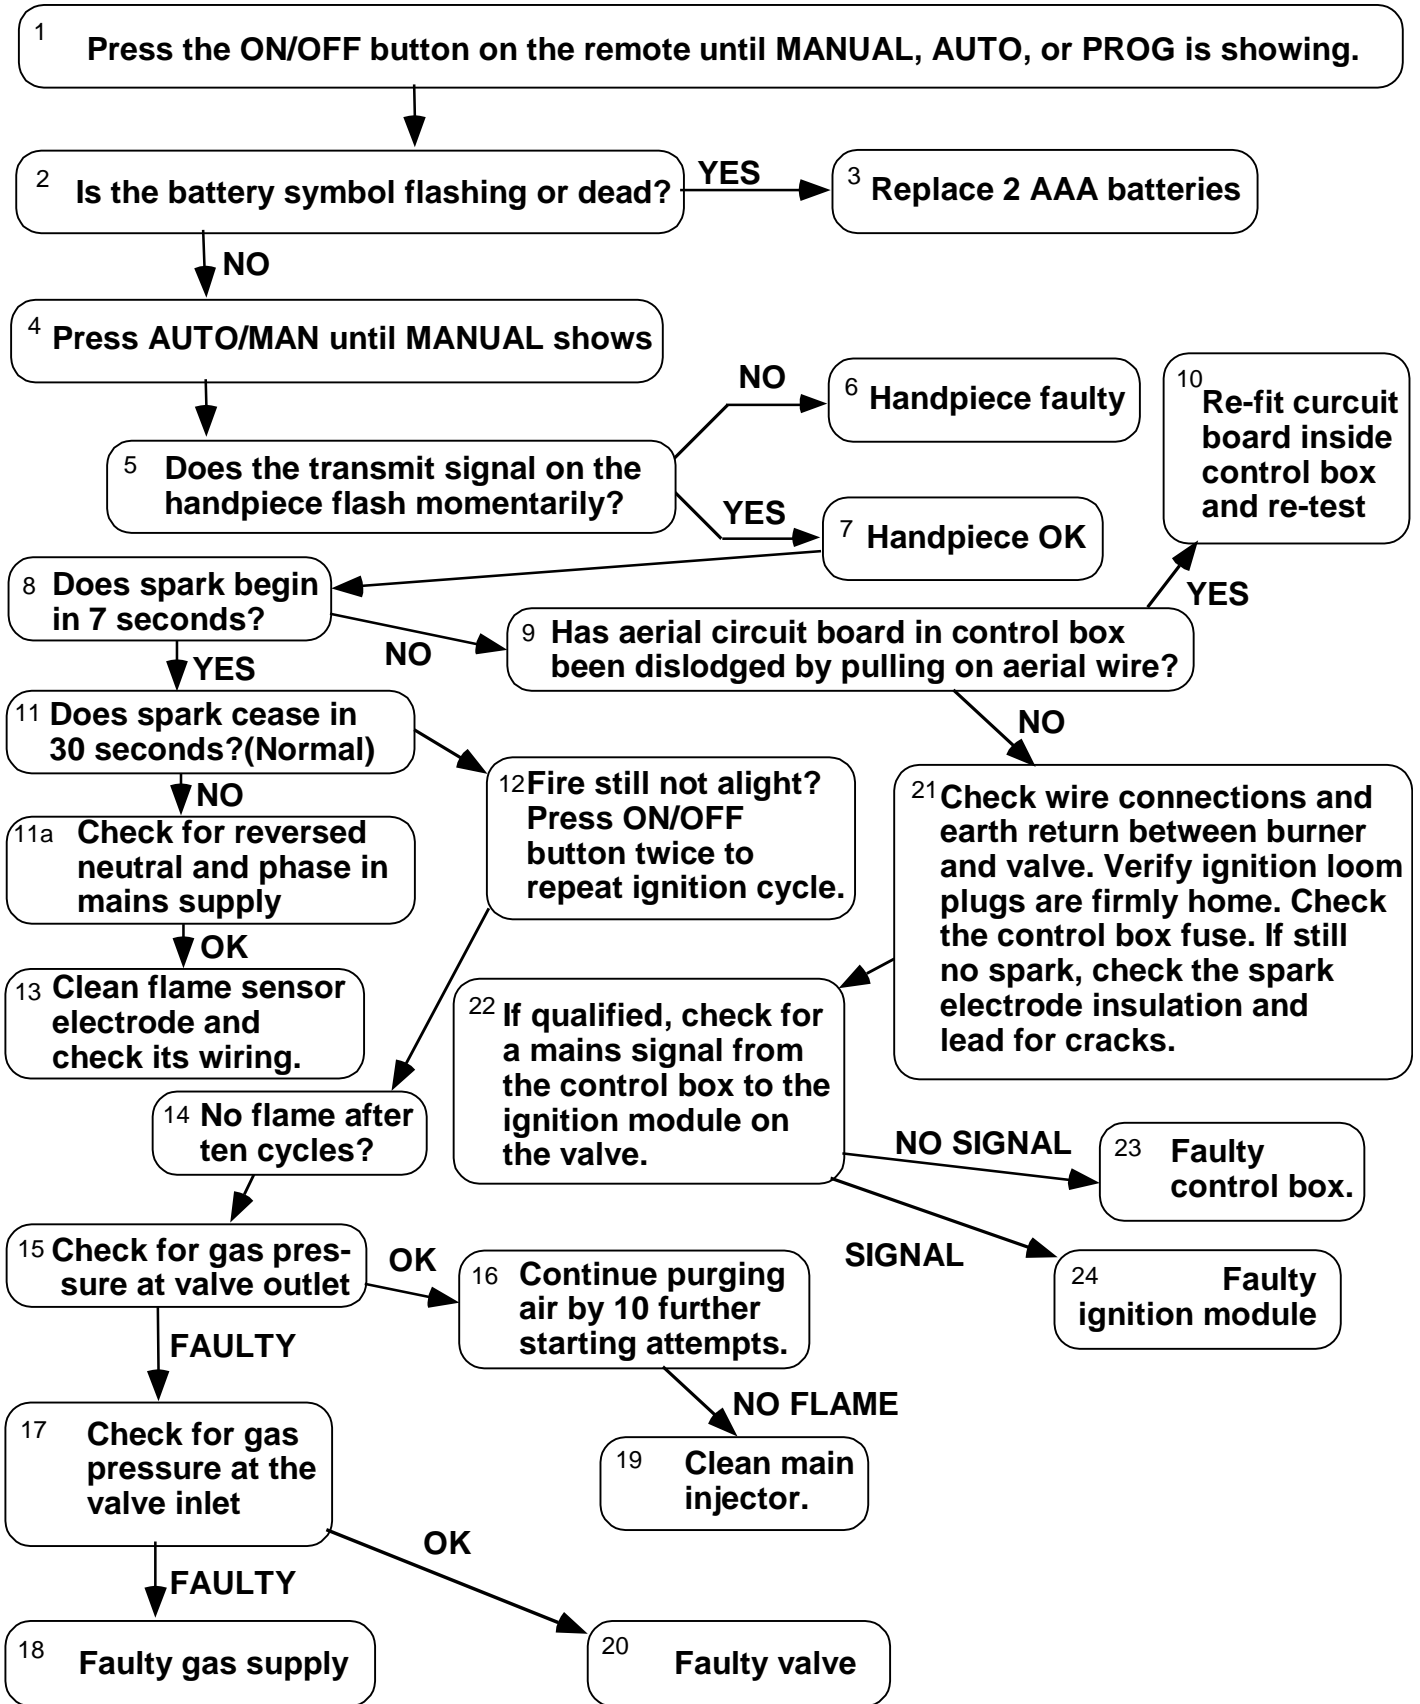 1
Press the ON/OFF button on the remote until MANUAL, AUTO, or PROG is showing.
2
Is the battery symbol flashing or dead?
YES
3
Replace 2 AAA batteries
NO
4
Press AUTO/MAN until MANUAL shows
5
Does the transmit signal on the
handpiece flash momentarily?
NO
6
Handpiece faulty
YES
7
Handpiece OK
8
Does spark begin
in 7 seconds?
NO
9
Has aerial circuit board in control box
been dislodged by pulling on aerial wire?
YES
10
Re-fit curcuit
board inside
control box
and re-test
YES
11
Does spark cease in
30 seconds?(Normal)
NO
11a
Check for reversed
neutral and phase in
mains supply
OK
13
Clean flame sensor
electrode and
check its wiring.
12
Fire still not alight?
Press ON/OFF
button twice to
repeat ignition cycle.
NO
21
Check wire connections and
earth return between burner
and valve. Verify ignition loom
plugs are firmly home. Check
the control box fuse. If still
no spark, check the spark
electrode insulation and
lead for cracks.
22
If qualified, check for
a mains signal from
the control box to the
ignition module on
the valve.
NO SIGNAL
23
Faulty
control box.
SIGNAL
24
Faulty
ignition module
14
No flame after
ten cycles?
15
Check for gas pres-
sure at valve outlet
OK
16
Continue purging
air by 10 further
starting attempts.
NO FLAME
19
Clean main
injector.
FAULTY
17
Check for gas
pressure at the
valve inlet
OK
20
Faulty valve
FAULTY
18
Faulty gas supply